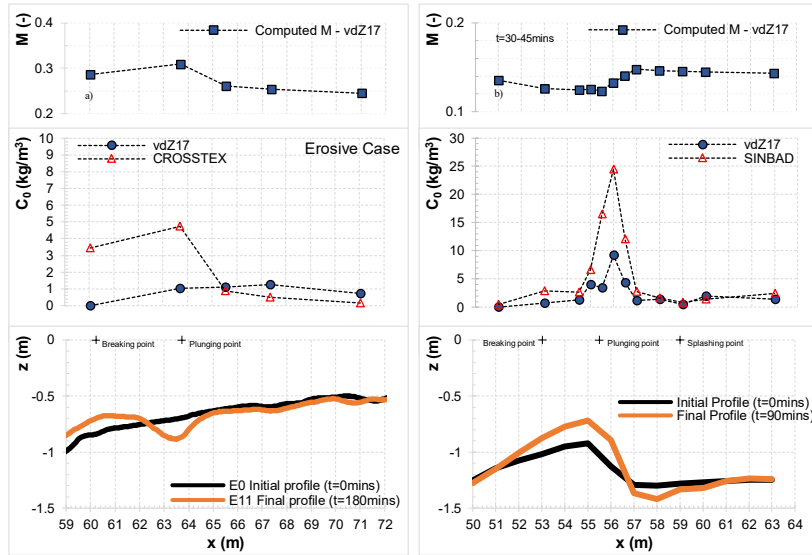 M (-)
0.4
0.3
0.2
Computed M - vdZ17
a)
M (-)
0.2
0.1
t=30-45mins
Computed M - vdZ17
b)
C0 (kg/m³)
10
9
8
7
6
5
4
3
2
1
0
vdZ17
CROSSTEX
Erosive Case
C0 (kg/m³)
30
25
20
15
10
5
0
vdZ17
SINBAD
z (m)
0
-0.5
-1
-1.5
Breaking point
Plunging point
E0 Initial profile (t=0mins)
E11 Final profile (t=180mins)
59 60 61 62 63 64 65 66 67 68 69 70 71 72
x (m)
z (m)
0
-0.5
-1
-1.5
Breaking point
Plunging point
Splashing point
Initial Profile (t=0mins)
Final Profile (t=90mins)
50 51 52 53 54 55 56 57 58 59 60 61 62 63 64
x (m)